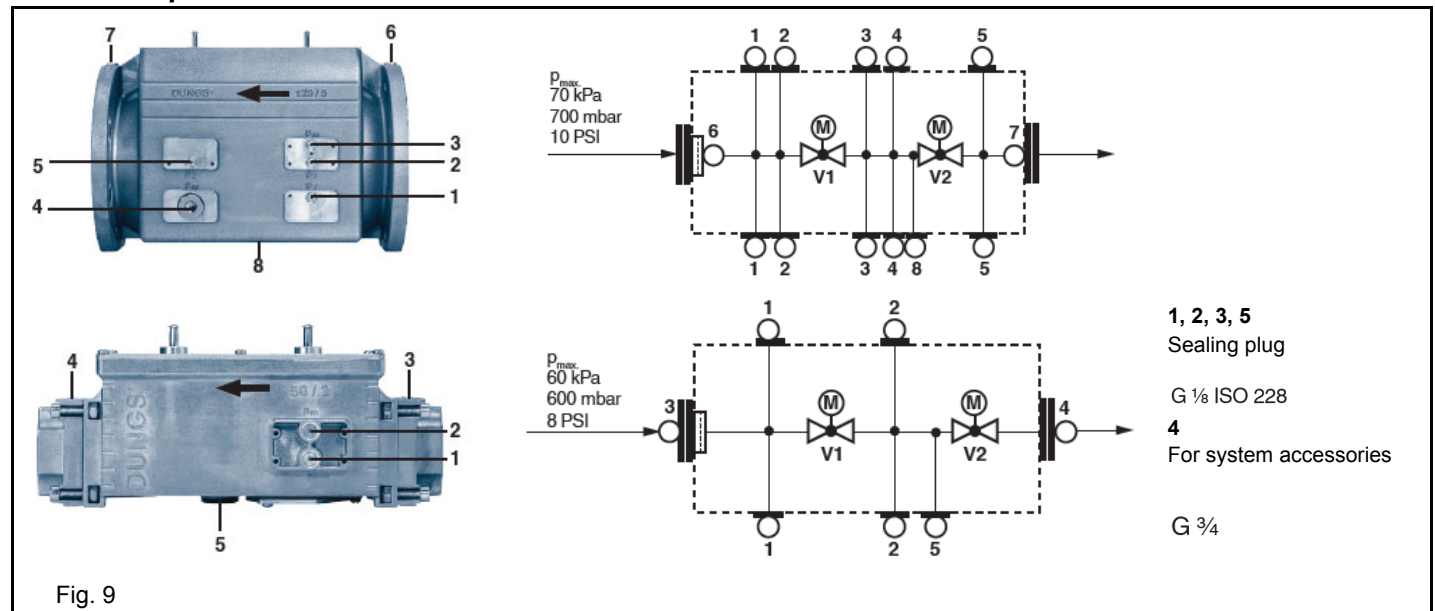 7
6
DUNGS
125 / 5
5
3
2
4
1
8
1 2 3 4 5
Pmax.
70 kPa
700 mbar
10 PSI
6
M
M
7
V1
V2
1 2 3 4 8 5
4
3
DUNGS
2
1
5
1 2
Pmax.
60 kPa
600 mbar
8 PSI
3
M
M
4
V1
V2
1 2 5
1, 2, 3, 5
Sealing plug
G ⅛ ISO 228
4
For system accessories
G ¾
Fig. 9